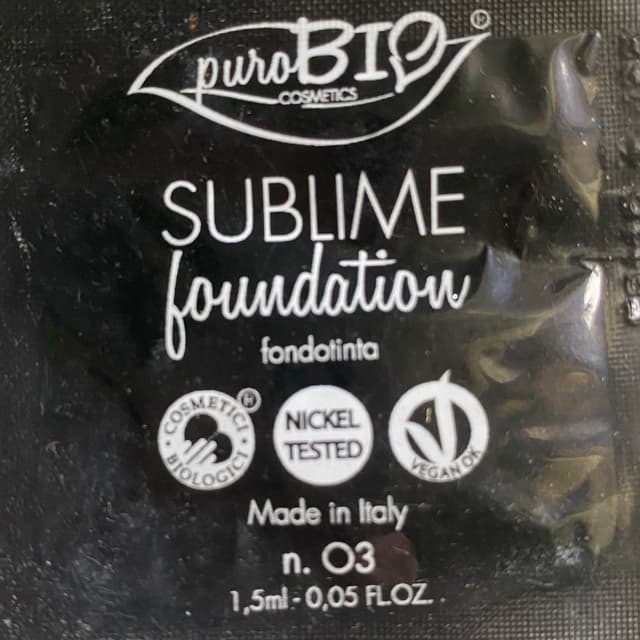 puroBIO®
COSMETICS
SUBLIME
foundation
fondotinta
COSMETICI BIOLOGICI ®
NICKEL TESTED
VEGAN OK
Made in Italy
n. 03
1,5ml - 0,05 FL.OZ.